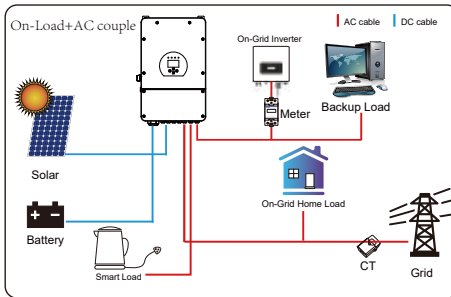 On-Load+AC couple
AC cable
DC cable
On-Grid Inverter
Meter
Backup Load
Solar
On-Grid Home Load
Battery
Smart Load
CT
Grid